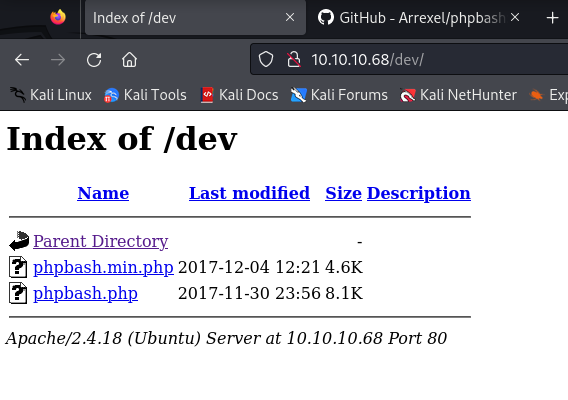 Index of /dev
GitHub - Arrexel/phpbash
10.10.10.68/dev/
Kali Linux Kali Tools Kali Docs Kali Forums Kali NetHunter Exp
Index of /dev
Name Last modified Size Description
Parent Directory -
phpbash.min.php 2017-12-04 12:21 4.6K
phpbash.php 2017-11-30 23:56 8.1K
Apache/2.4.18 (Ubuntu) Server at 10.10.10.68 Port 80